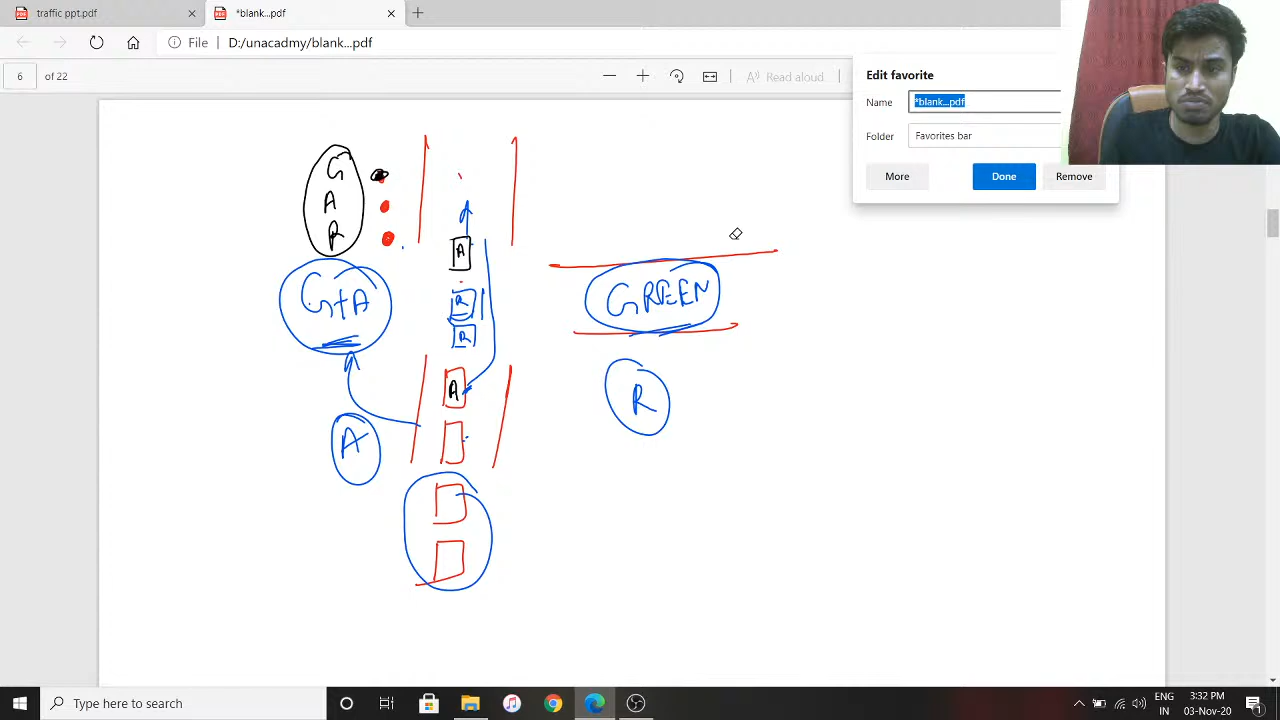 traffic ppt.pdf
*blank...pdf
File
D:/unacadmy/blank...pdf
6
of 22
Read aloud
Edit favorite
Name
*blank...pdf
Folder
Favorites bar
More
Done
Remove
G
A
R
G+A
A
R
R
A
A
GREEN
R
Type here to search
ENG
IN
3:32 PM
03-Nov-20